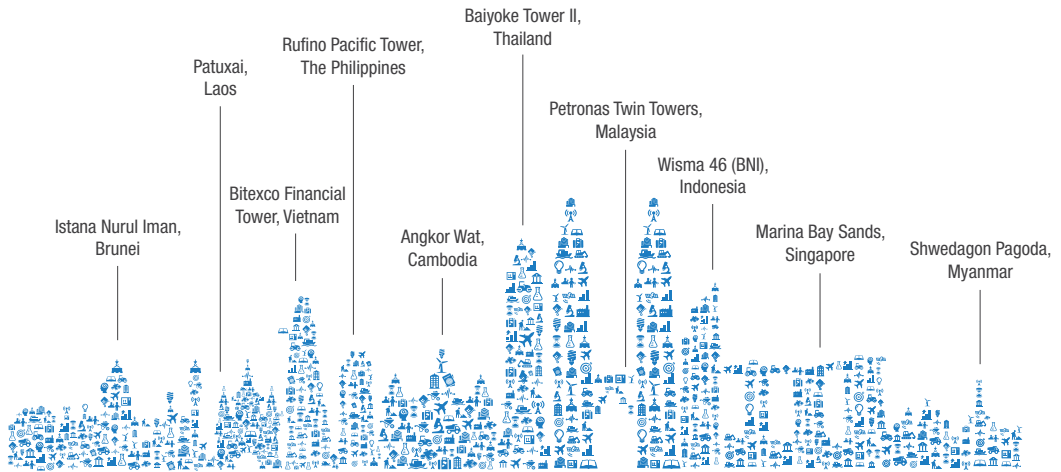 Istana Nurul Iman,
Brunei
Patuxai,
Laos
Bitexco Financial
Tower, Vietnam
Rufino Pacific Tower,
The Philippines
Angkor Wat,
Cambodia
Baiyoke Tower II,
Thailand
Petronas Twin Towers,
Malaysia
Wisma 46 (BNI),
Indonesia
Marina Bay Sands,
Singapore
Shwedagon Pagoda,
Myanmar